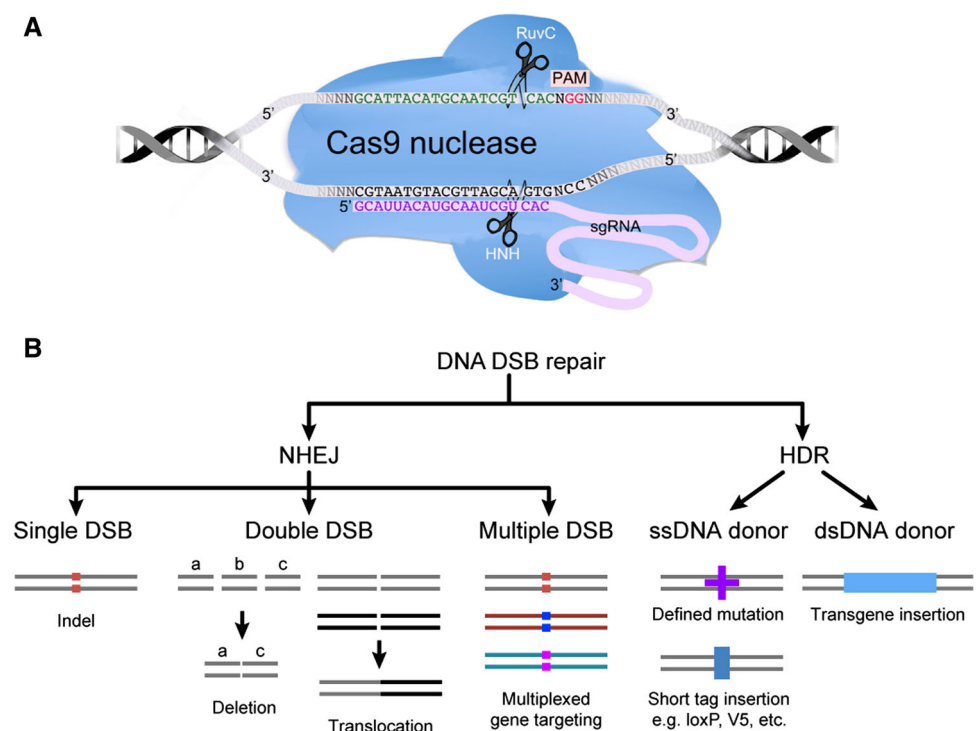 A
RuvC
PAM
5’
NNNNGCATTACATGCAATCGT CACNGGNNNNNNNNN
3’
Cas9 nuclease
5’
3’
NNNNCGTAATGTACGTTAGCA GTGNCCNNNNNNNNN
5’ GCAUUACAUGCAAUCGU CAC
sgRNA
HNH
3’
B
DNA DSB repair
NHEJ
HDR
Single DSB
Double DSB
Multiple DSB
ssDNA donor
dsDNA donor
a b c
Indel
Defined mutation
Transgene insertion
a c
Deletion
Translocation
Multiplexed
gene targeting
Short tag insertion
e.g. loxP, V5, etc.